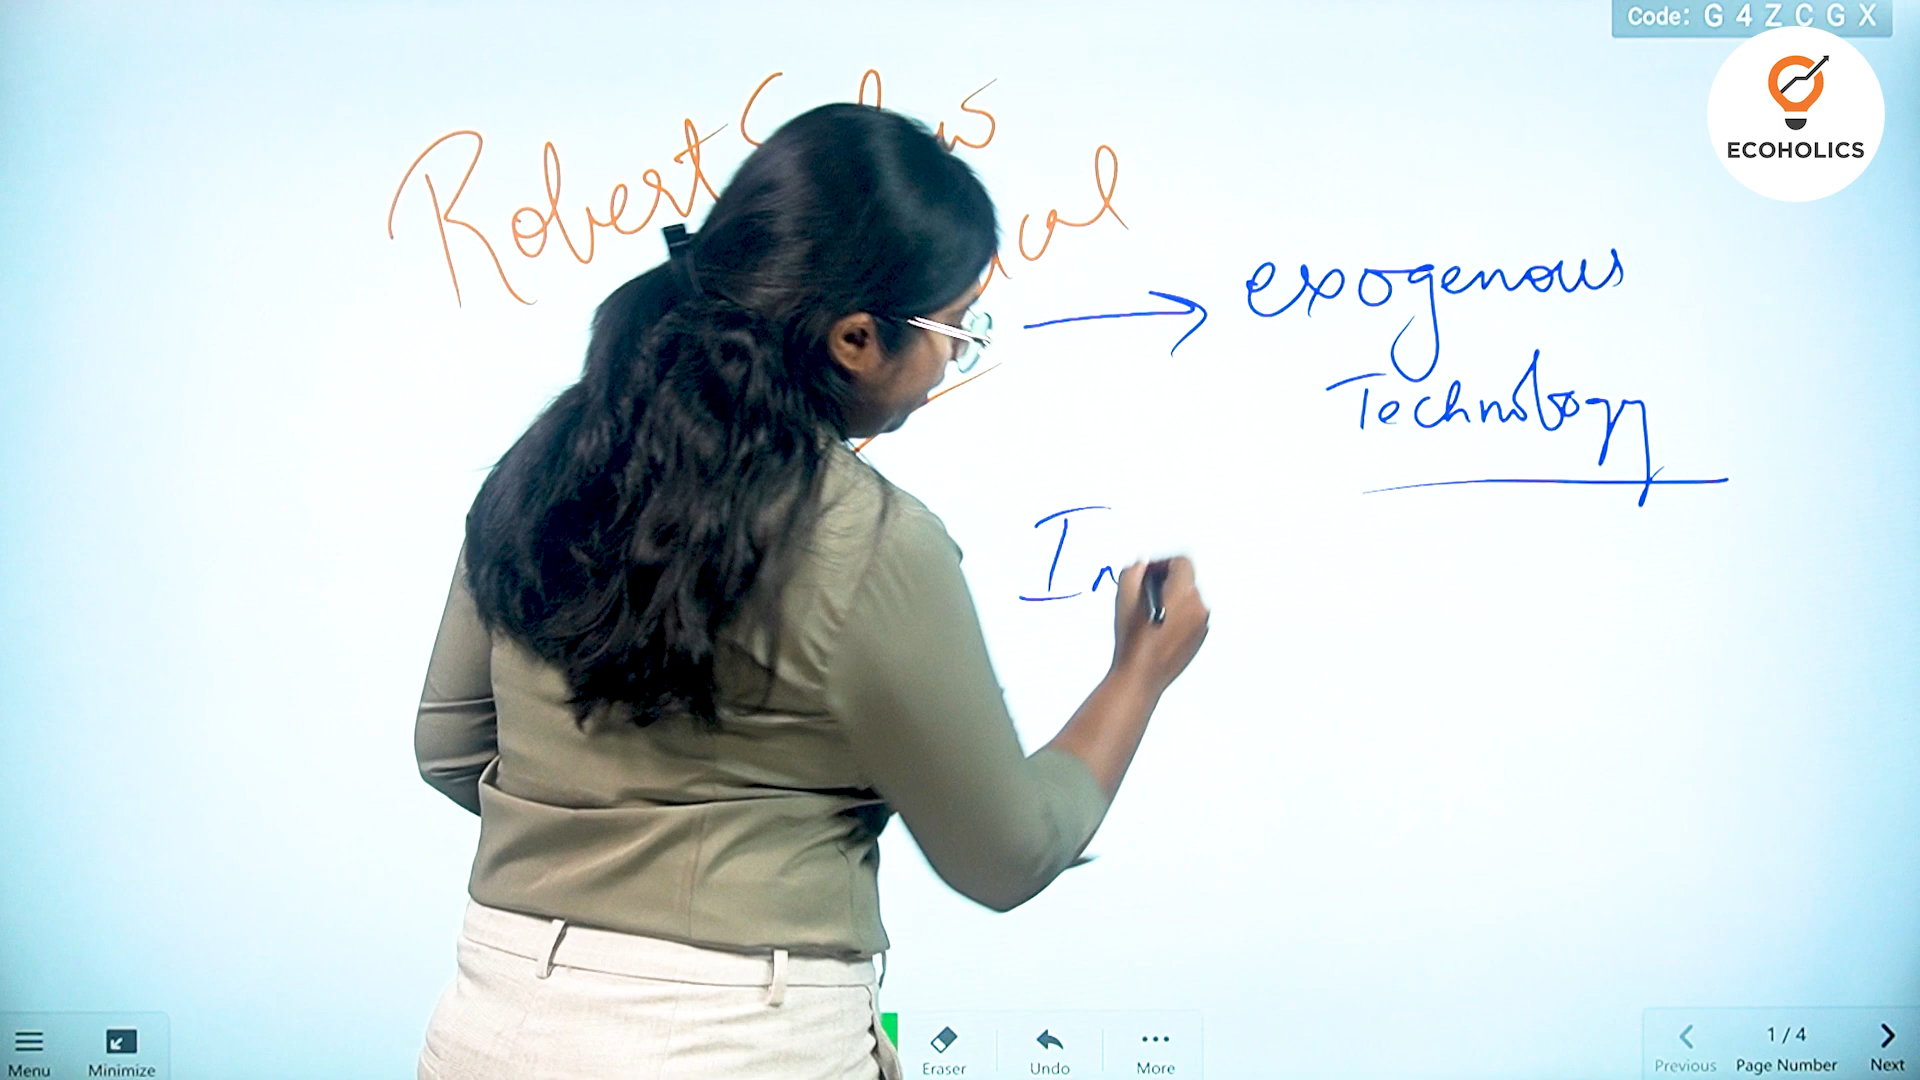 Code: G 4 Z C G X
ECOHOLICS
Robert
exogenous
Technology
Menu
Minimize
Eraser
Undo
More
Previous
1 / 4
Page Number
Next